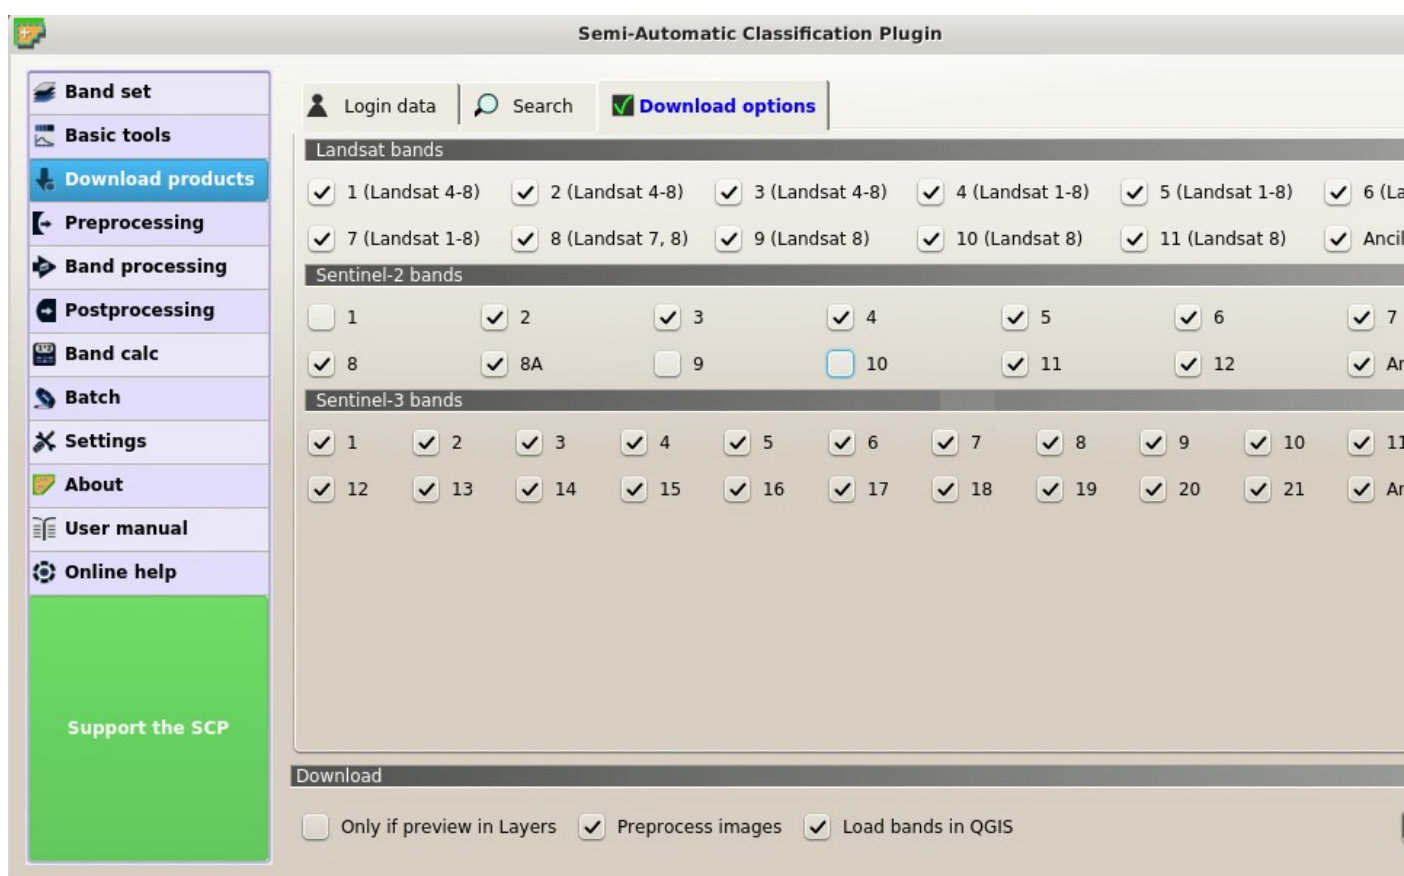 Semi-Automatic Classification Plugin
Band set
Basic tools
Download products
Preprocessing
Band processing
Postprocessing
Band calc
Batch
Settings
About
User manual
Online help
Support the SCP
Login data Search Download options
Landsat bands
1 (Landsat 4-8) 2 (Landsat 4-8) 3 (Landsat 4-8) 4 (Landsat 1-8) 5 (Landsat 1-8) 6 (La
7 (Landsat 1-8) 8 (Landsat 7, 8) 9 (Landsat 8) 10 (Landsat 8) 11 (Landsat 8) Ancil
Sentinel-2 bands
1 2 3 4 5 6 7
8 8A 9 10 11 12 An
Sentinel-3 bands
1 2 3 4 5 6 7 8 9 10 11
12 13 14 15 16 17 18 19 20 21 An
Download
Only if preview in Layers Preprocess images Load bands in QGIS